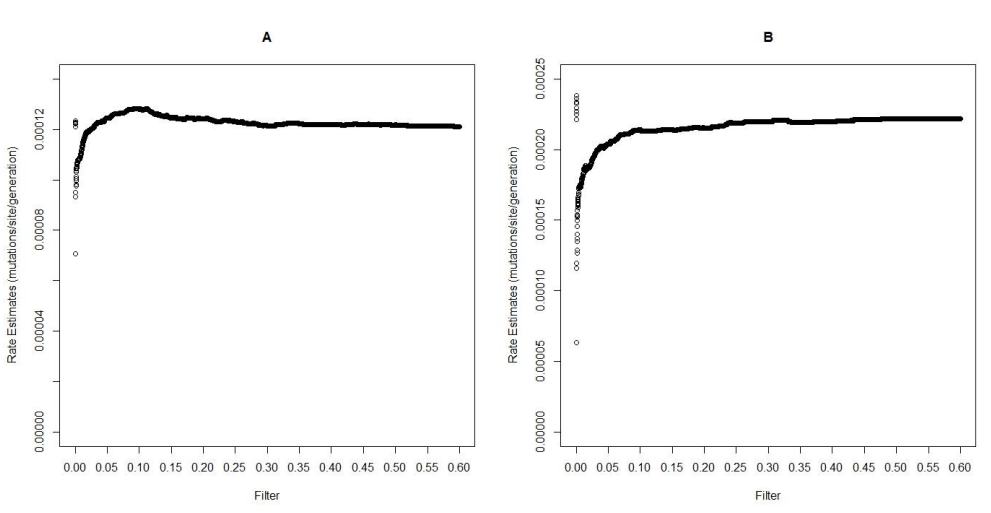 A
Rate Estimates (mutations/site/generation)
0.00012
0.00008
0.00004
0.00000
0.00 0.05 0.10 0.15 0.20 0.25 0.30 0.35 0.40 0.45 0.50 0.55 0.60
Filter
B
Rate Estimates (mutations/site/generation)
0.00025
0.00020
0.00015
0.00010
0.00005
0.00000
0.00 0.05 0.10 0.15 0.20 0.25 0.30 0.35 0.40 0.45 0.50 0.55 0.60
Filter